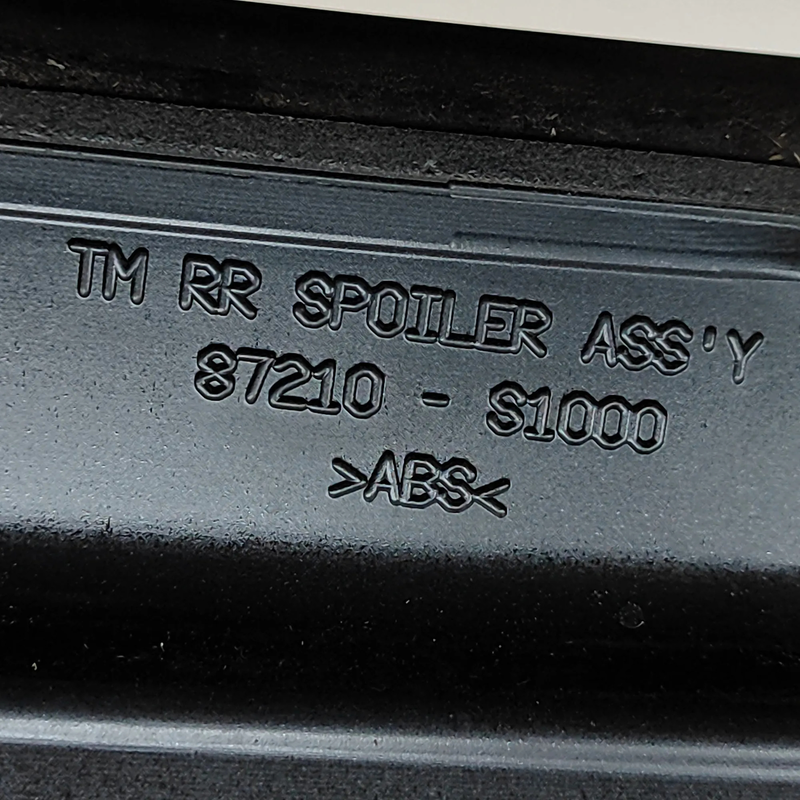 TM RR SPOILER ASS'Y
87210 - S1000
>ABS<